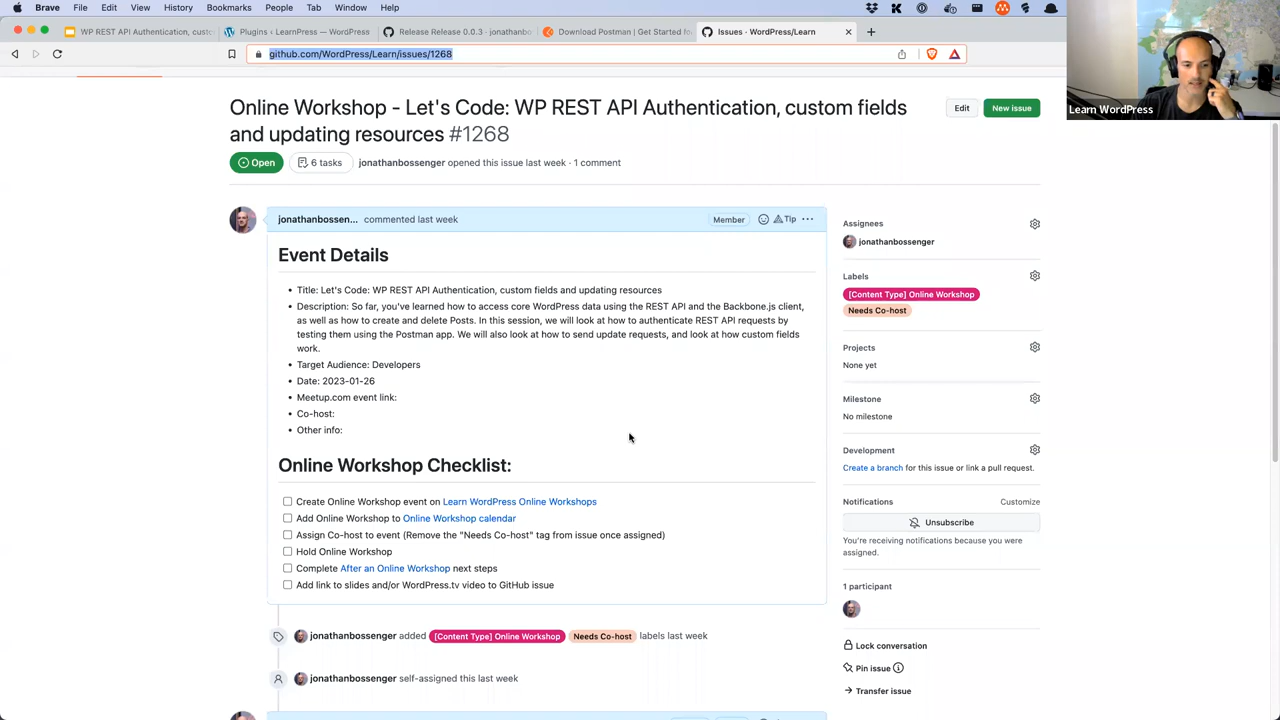 Brave File Edit View History Bookmarks
WP REST API Authentication, cust
Plugins ‹ LearnPress — WordPress
Release Release 0.0.3 · jonathanbo
Download Postman | Get Started fo
Issues · WordPress/Learn
github.com/WordPress/Learn/issues/1268
Learn WordPress
Online Workshop - Let's Code: WP REST API Authentication, custom fields
and updating resources #1268
Edit
New issue
Open
6 tasks
jonathanbossenger opened this issue last week · 1 comment
jonathanbossen... commented last week
Member
Tip
Event Details
Title: Let's Code: WP REST API Authentication, custom fields and updating resources
Description: So far, you've learned how to access core WordPress data using the REST API and the Backbone.js client,
as well as how to create and delete Posts. In this session, we will look at how to authenticate REST API requests by
testing them using the Postman app. We will also look at how to send update requests, and look at how custom fields
work.
Target Audience: Developers
Date: 2023-01-26
Meetup.com event link:
Co-host:
Other info:
Online Workshop Checklist:
Create Online Workshop event on Learn WordPress Online Workshops
Add Online Workshop to Online Workshop calendar
Assign Co-host to event (Remove the "Needs Co-host" tag from issue once assigned)
Hold Online Workshop
Complete After an Online Workshop next steps
Add link to slides and/or WordPress.tv video to GitHub issue
jonathanbossenger added [Content Type] Online Workshop Needs Co-host labels last week
jonathanbossenger self-assigned this last week
Assignees
jonathanbossenger
Labels
[Content Type] Online Workshop
Needs Co-host
Projects
None yet
Milestone
No milestone
Development
Create a branch for this issue or link a pull request.
Notifications
Customize
Unsubscribe
You're receiving notifications because you were
assigned.
1 participant
Lock conversation
Pin issue
Transfer issue